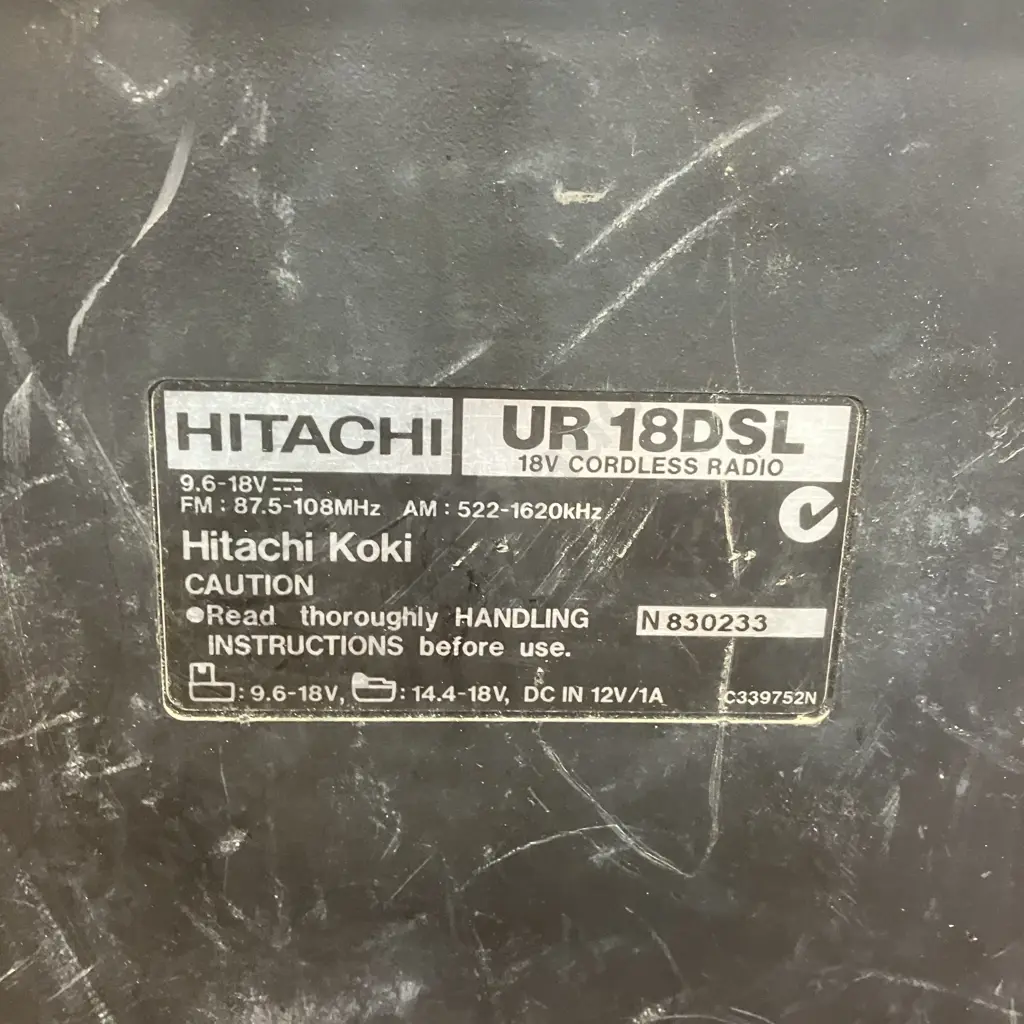 HITACHI
UR 18DSL
18V CORDLESS RADIO
9.6-18V ⎓
FM : 87.5-108MHz AM : 522-1620kHz
Hitachi Koki
CAUTION
●Read thoroughly HANDLING
INSTRUCTIONS before use.
N 830233
: 9.6-18V, : 14.4-18V, DC IN 12V/1A
C339752N